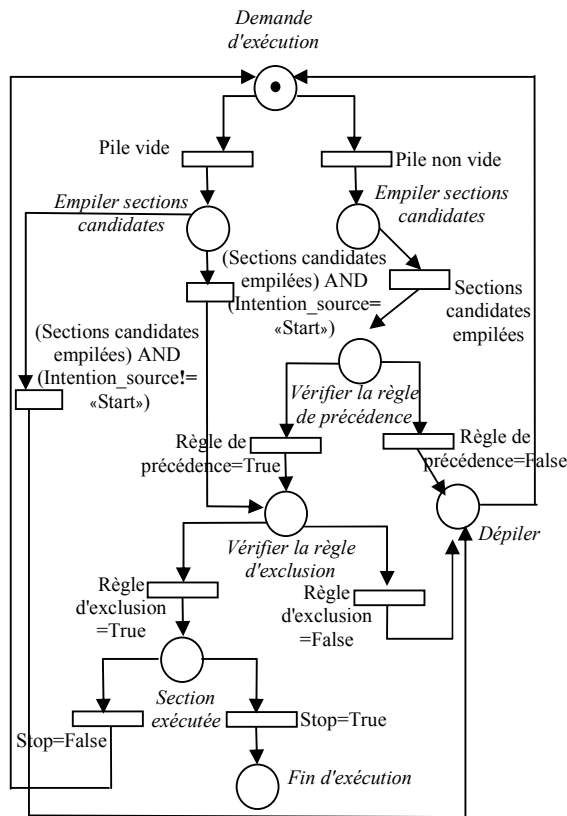 Demande
d'exécution
Pile vide
Pile non vide
Empiler sections
candidates
Empiler sections
candidates
(Sections candidates
empilées) AND
(Intention_source=
«Start»)
Sections
candidates
empilées
(Sections candidates
empilées) AND
(Intention_source!=
«Start»)
Vérifier la règle
de précédence
Règle de
précédence=True
Règle de
précédence=False
Vérifier la règle
d'exclusion
Dépiler
Règle
d'exclusion
=True
Règle
d'exclusion
=False
Section
exécutée
Stop=False
Stop=True
Fin d'exécution